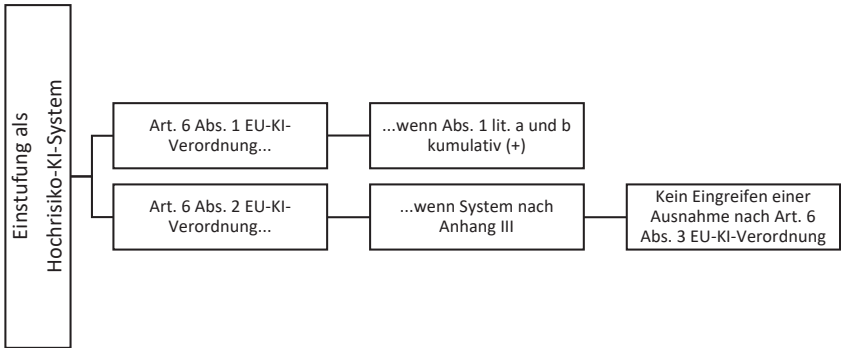 Einstufung als
Hochrisiko-KI-System
Art. 6 Abs. 1 EU-KI-
Verordnung...
...wenn Abs. 1 lit. a und b
kumulativ (+)
Art. 6 Abs. 2 EU-KI-
Verordnung...
...wenn System nach
Anhang III
Kein Eingreifen einer
Ausnahme nach Art. 6
Abs. 3 EU-KI-Verordnung